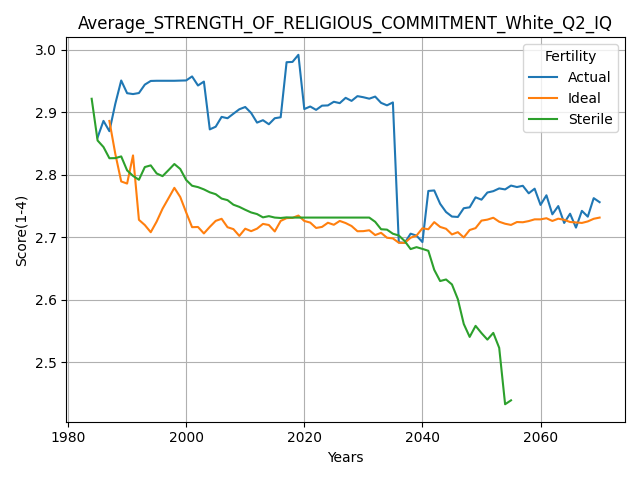 Average_STRENGTH_OF_RELIGIOUS_COMMITMENT_White_Q2_IQ
Score(1-4)
3.0
2.9
2.8
2.7
2.6
2.5
Fertility
Actual
Ideal
Sterile
1980
2000
2020
2040
2060
Years